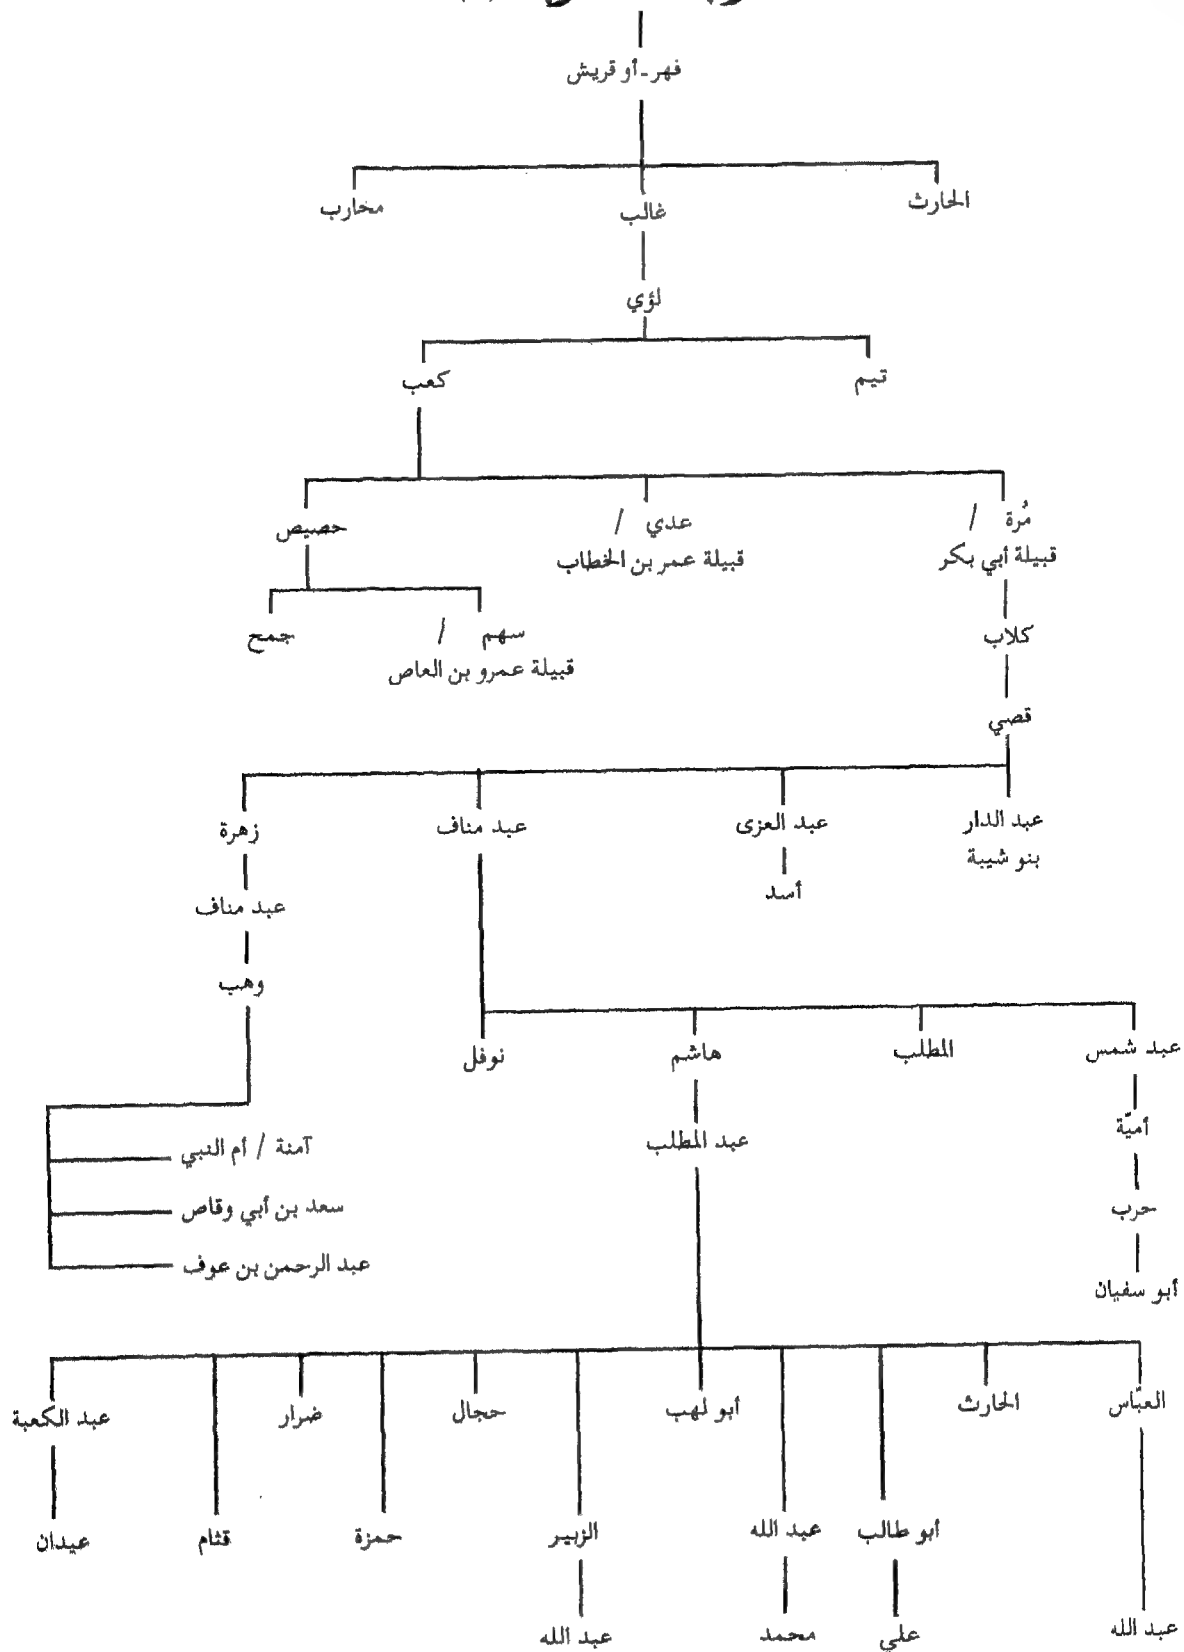 فهر - أو قريش
الحارث
غالب
مخارب
لؤي
تيم
كعب
مُرة /
قبيلة أبي بكر
عدي /
قبيلة عمر بن الخطاب
حصيص
كلاب
سهم /
قبيلة عمرو بن العاص
جمح
قصي
عبد الدار
بنو شيبة
عبد العزى
أسد
عبد مناف
زهرة
عبد مناف
وهب
عبد شمس
المطلب
هاشم
نوفل
أميّة
عبد المطلب
آمنة / أم النبي
حرب
سعد بن أبي وقاص
عبد الرحمن بن عوف
أبو سفيان
العبّاس
الحارث
أبو لهب
حجال
ضرار
عبد الكعبة
أبو طالب
عبد الله
الزبير
حمزة
قثام
عيدان
عبد الله
علي
محمد
عبد الله